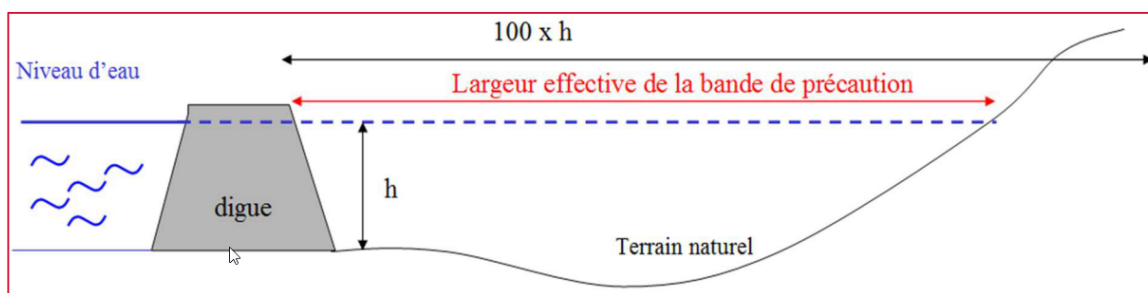 100 x h
Niveau d'eau
Largeur effective de la bande de précaution
h
digue
Terrain naturel